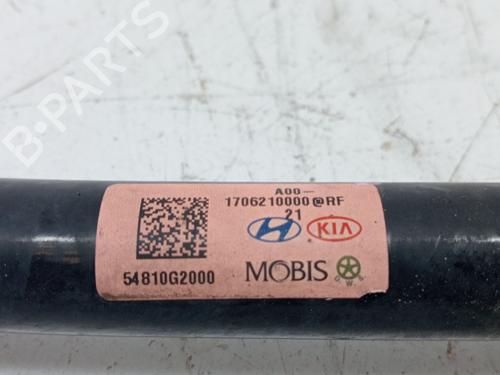 B-PARTS
A00-
1706210000@RF
21
KIA
54810G2000
MOBIS